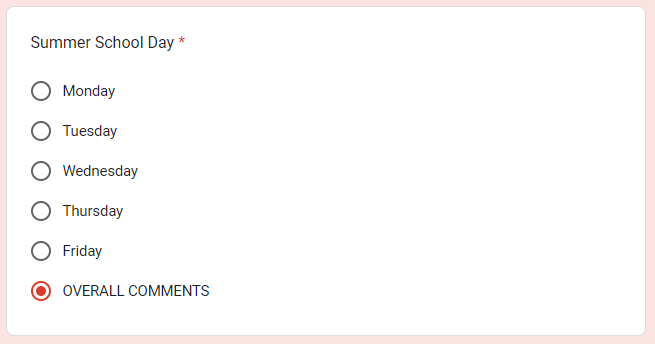 Summer School Day *
Monday
Tuesday
Wednesday
Thursday
Friday
OVERALL COMMENTS